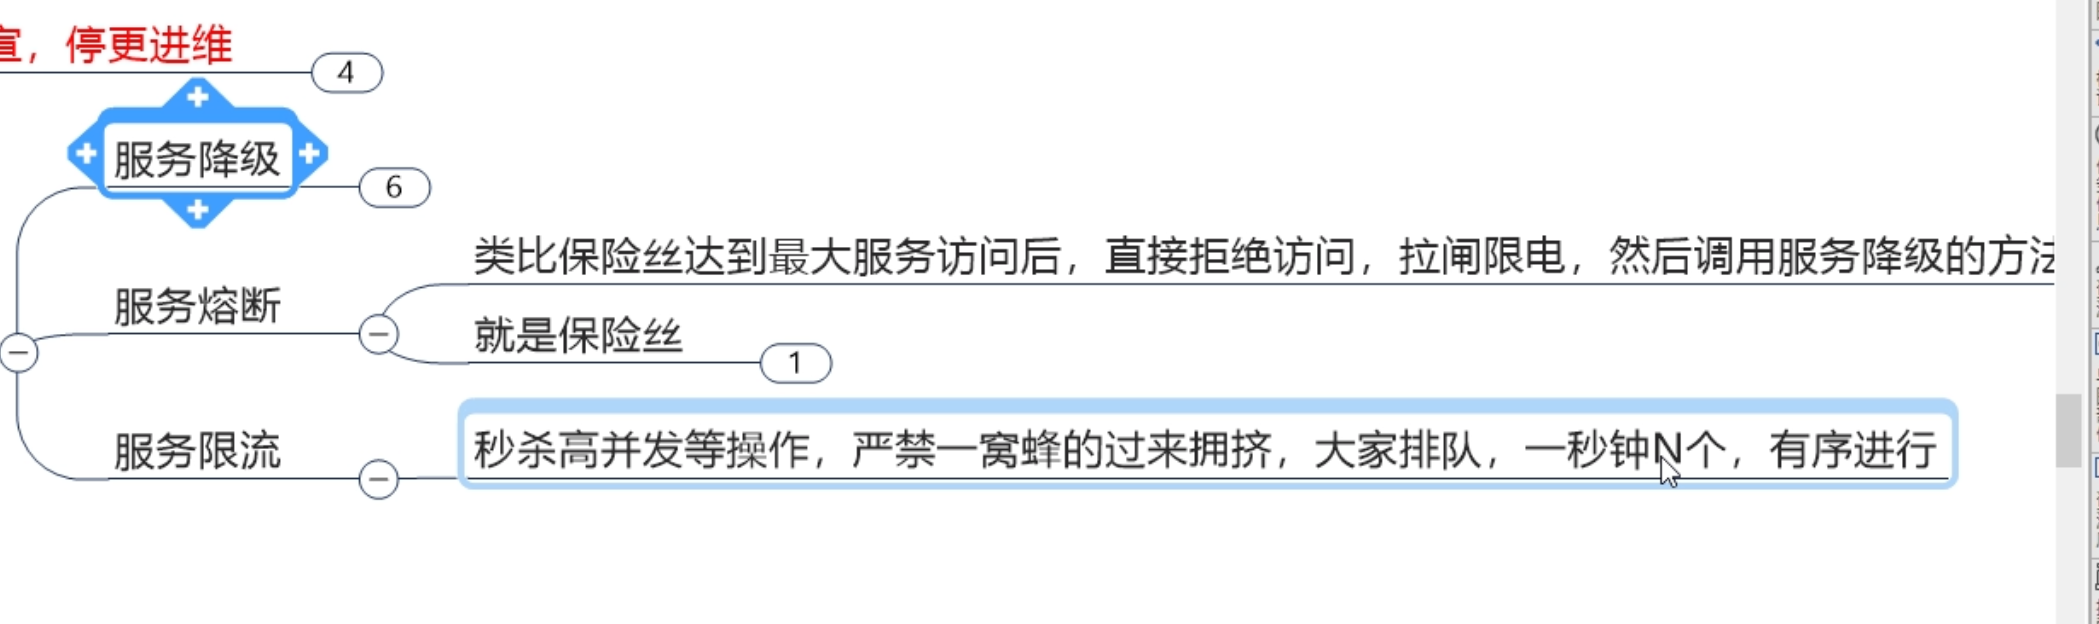 宣，停更进维
4
服务降级
6
类比保险丝达到最大服务访问后，直接拒绝访问，拉闸限电，然后调用服务降级的方法
服务熔断
就是保险丝
1
服务限流
秒杀高并发等操作，严禁一窝蜂的过来拥挤，大家排队，一秒钟N个，有序进行